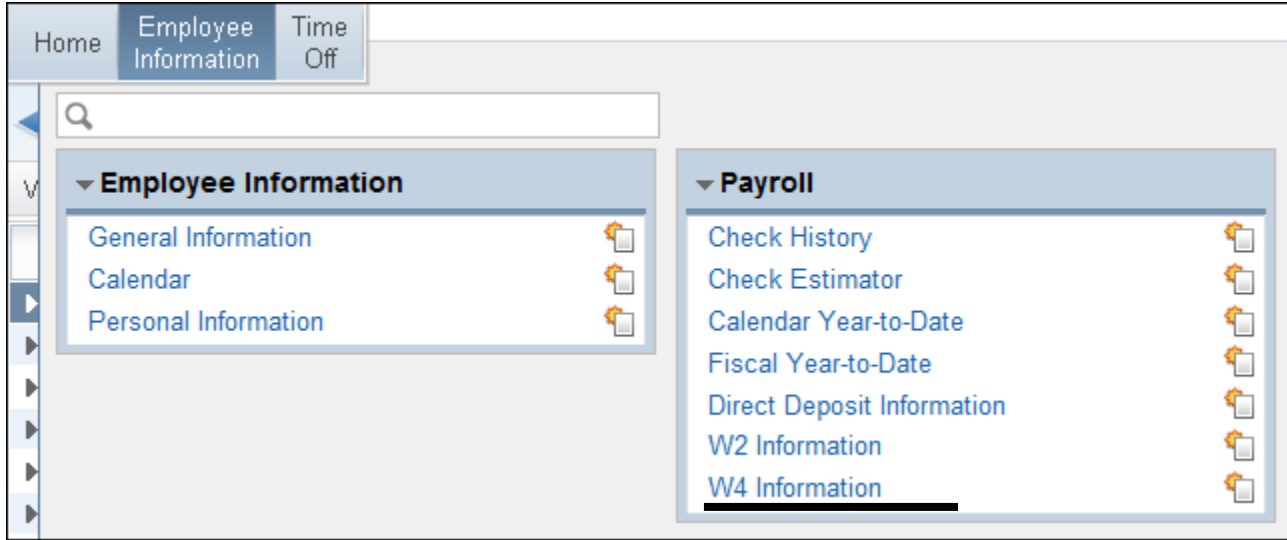 Home
Employee
Information
Time
Off
V
Employee Information
General Information
Calendar
Personal Information
Payroll
Check History
Check Estimator
Calendar Year-to-Date
Fiscal Year-to-Date
Direct Deposit Information
W2 Information
W4 Information